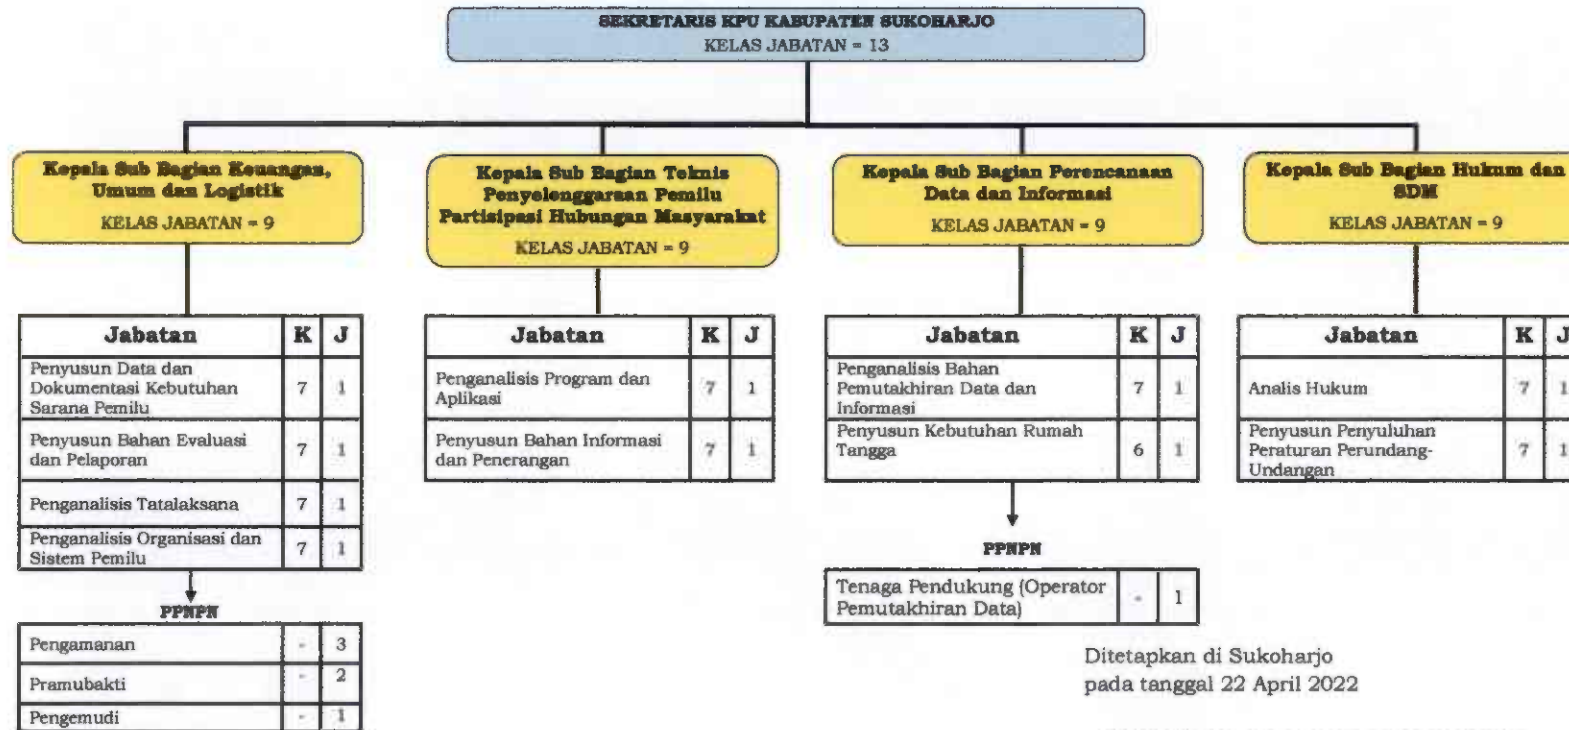 SEKRETARIS KPU KABUPATEN SUKOHARJO
KELAS JABATAN = 13
Kepala Sub Bagian Keuangan,
Umum dan Logistik
KELAS JABATAN = 9
Kepala Sub Bagian Teknis
Penyelenggaraan Pemilu
Partisipasi Hubungan Masyarakat
KELAS JABATAN = 9
Kepala Sub Bagian Perencanaan
Data dan Informasi
KELAS JABATAN = 9
Kepala Sub Bagian Hukum dan
SDM
KELAS JABATAN = 9
Jabatan K J
Penyusun Data dan
Dokumentasi Kebutuhan 7 1
Sarana Pemilu
Penyusun Bahan Evaluasi
dan Pelaporan 7 1
Penganalisis Tatalaksana 7 1
Penganalisis Organisasi dan
Sistem Pemilu 7 1
PPNPN
Pengamanan - 3
Pramubakti - 2
Pengemudi - 1
Jabatan K J
Penganalisis Program dan
Aplikasi 7 1
Penyusun Bahan Informasi
dan Penerangan 7 1
Jabatan K J
Penganalisis Bahan
Pemutakhiran Data dan 7 1
Informasi
Penyusun Kebutuhan Rumah
Tangga 6 1
PPNPN
Tenaga Pendukung (Operator
Pemutakhiran Data) - 1
Jabatan K J
Analis Hukum 7 1
Penyusun Penyuluhan
Peraturan Perundang- 7 1
Undangan
Ditetapkan di Sukoharjo
pada tanggal 22 April 2022